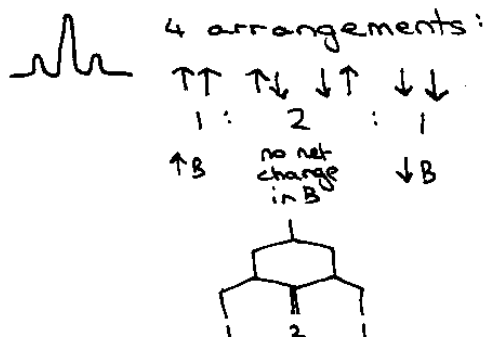 4 arrangements:
↑↑ ↑↓ ↓↑ ↓↓
1 : 2 : 1
↑B no net change in B ↓B
1 2 1